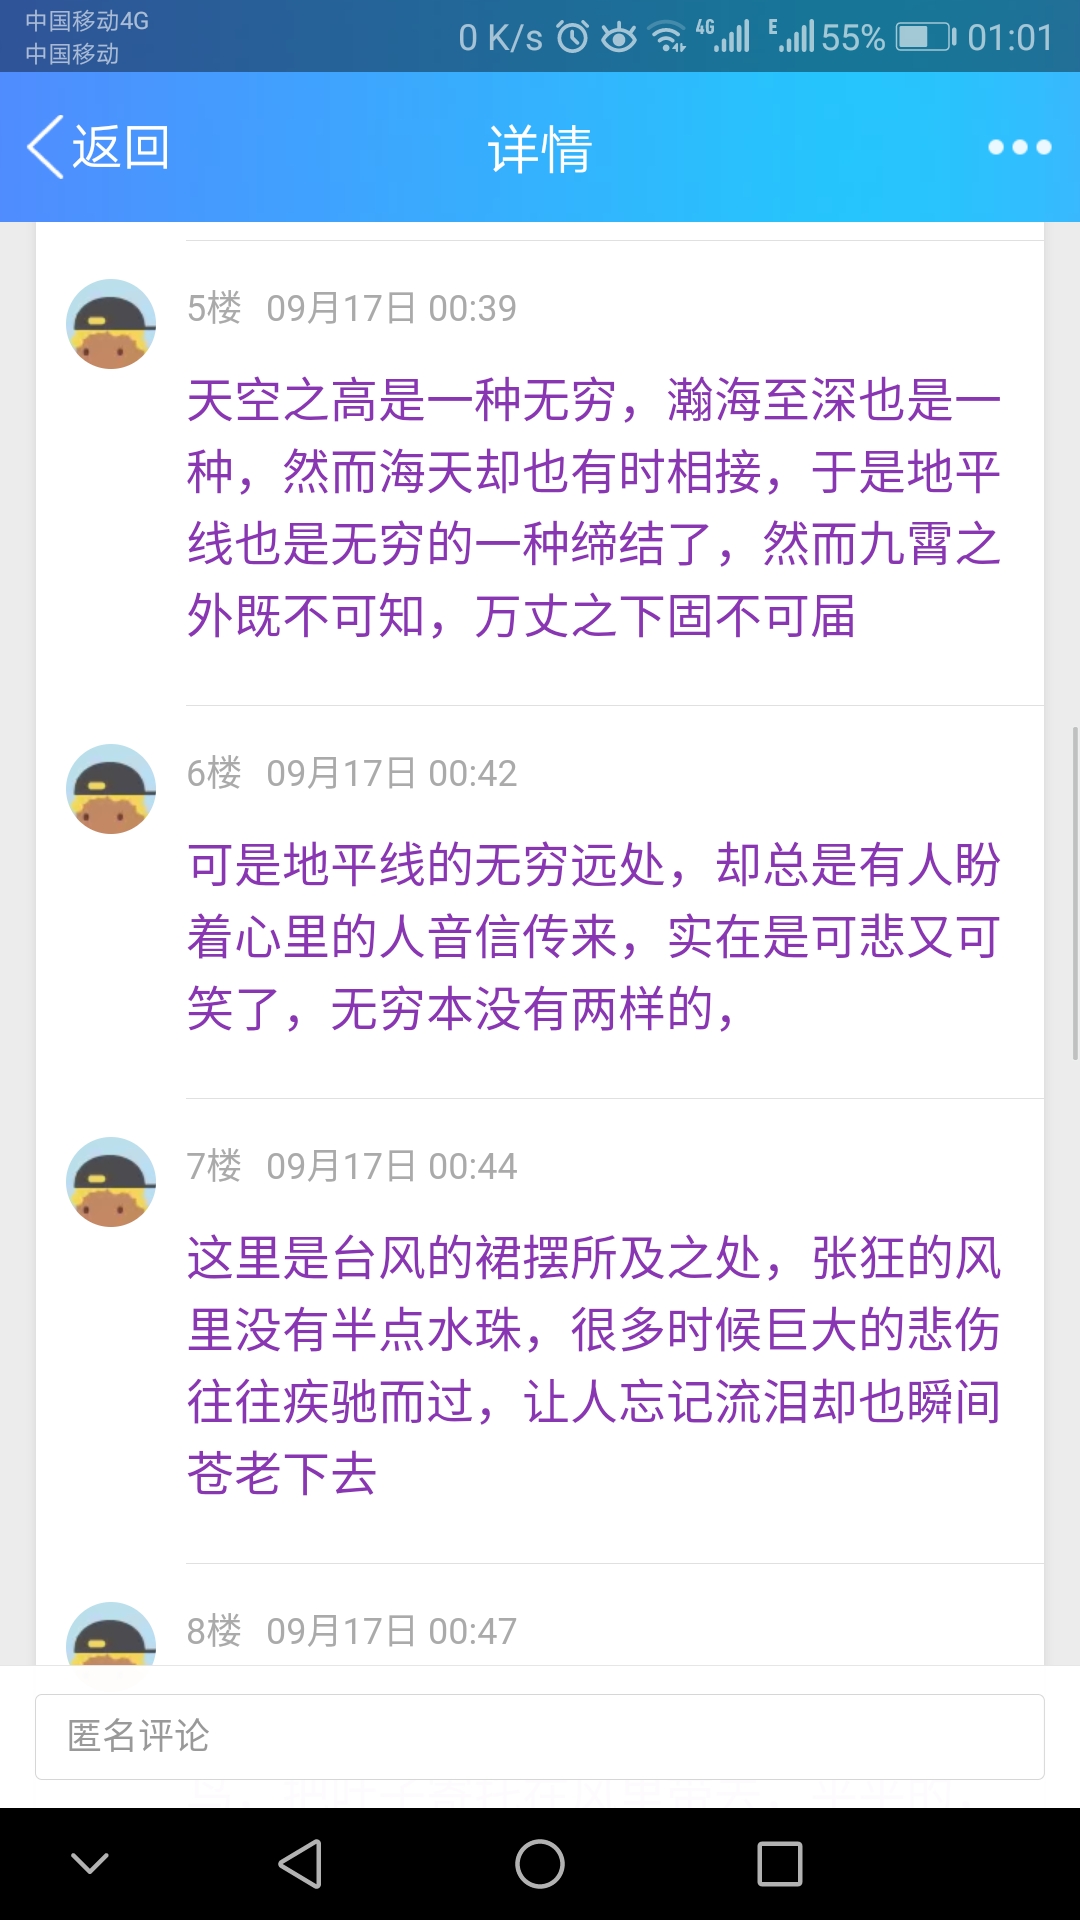 中国移动4G
中国移动
0 K/s 4G E 55% 01:01
返回 详情
5楼 09月17日 00:39
天空之高是一种无穷，瀚海至深也是一
种，然而海天却也有时相接，于是地平
线也是无穷的一种缔结了，然而九霄之
外既不可知，万丈之下固不可届
6楼 09月17日 00:42
可是地平线的无穷远处，却总是有人盼
着心里的人音信传来，实在是可悲又可
笑了，无穷本没有两样的，
7楼 09月17日 00:44
这里是台风的裙摆所及之处，张狂的风
里没有半点水珠，很多时候巨大的悲伤
往往疾驰而过，让人忘记流泪却也瞬间
苍老下去
8楼 09月17日 00:47
匿名评论